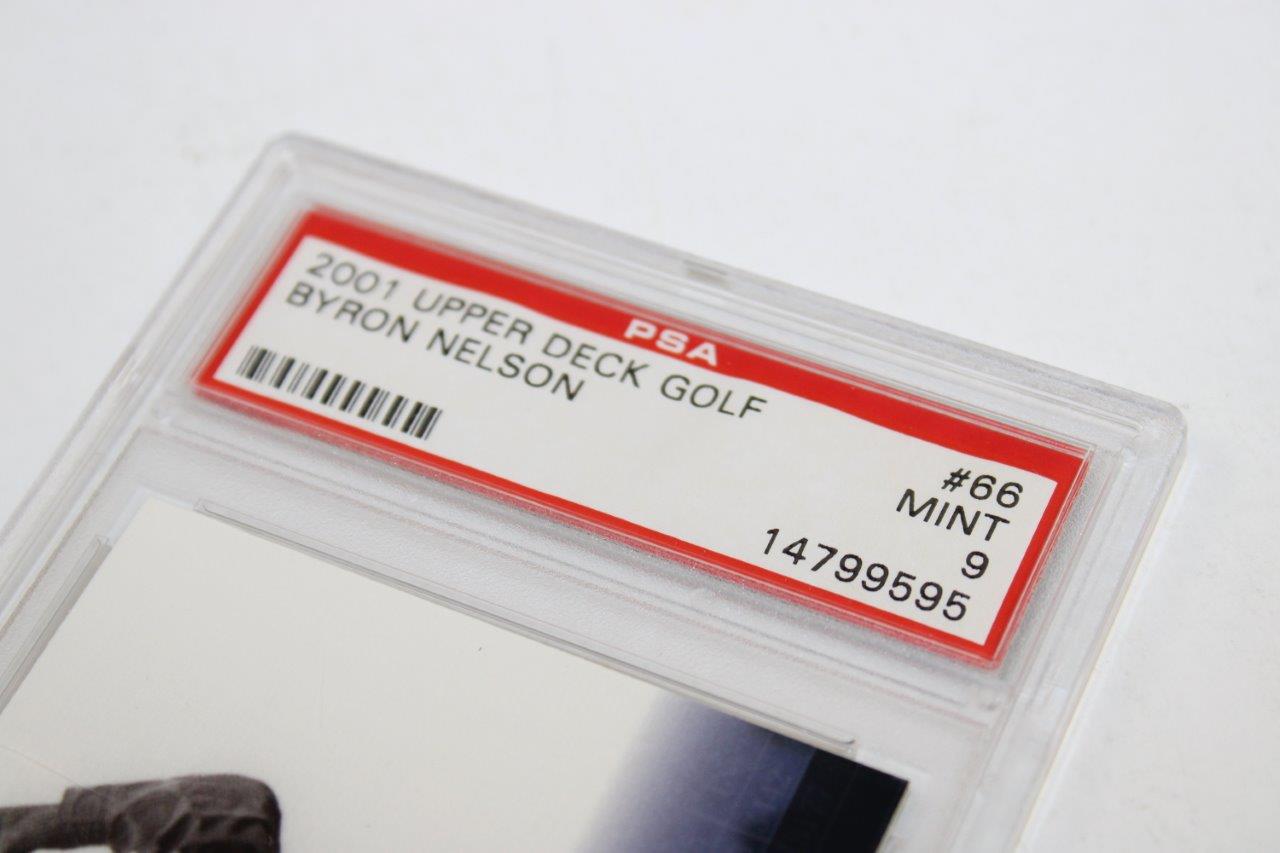 PSA
2001 UPPER DECK GOLF
BYRON NELSON
#66
MINT
9
14799595